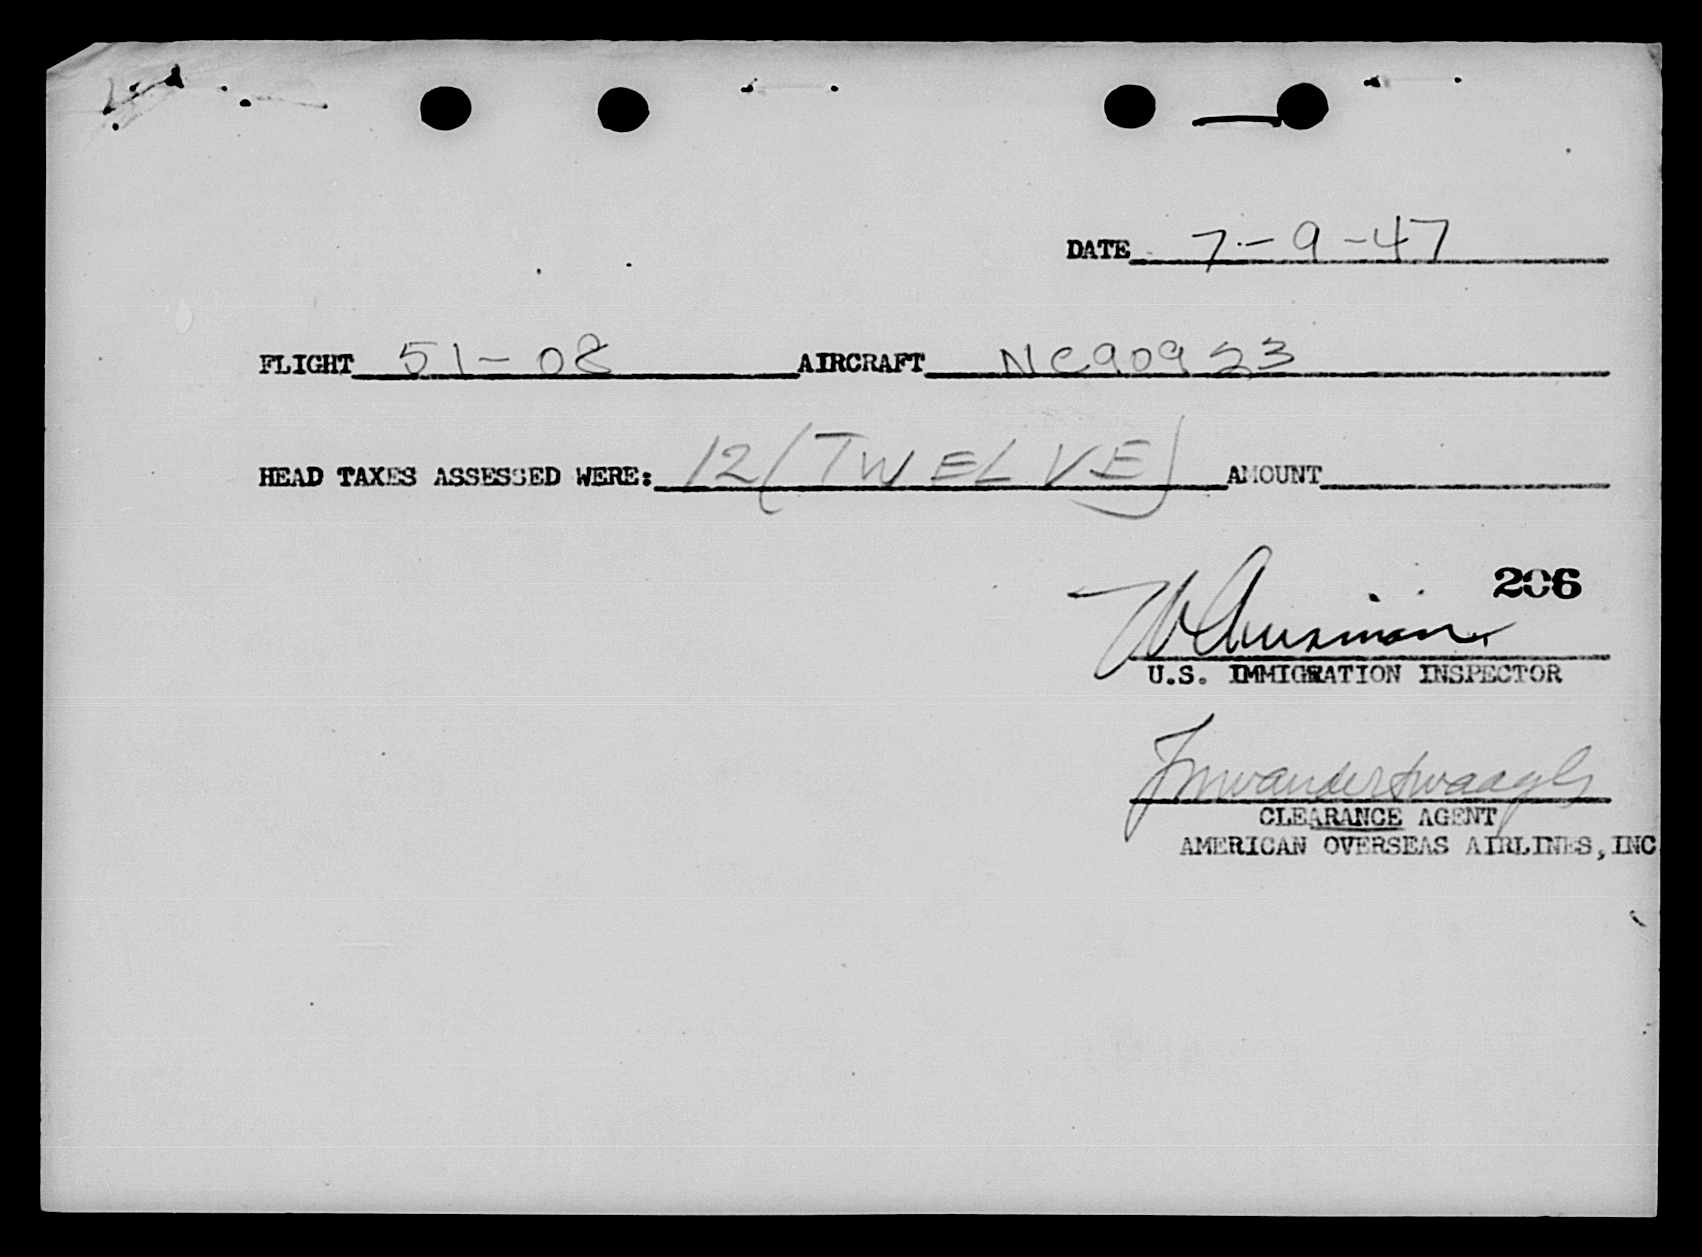 DATE 7-9-47
FLIGHT 51-08 AIRCRAFT NC90923
HEAD TAXES ASSESSED WERE: 12 (TWELVE) AMOUNT
206
U.S. IMMIGRATION INSPECTOR
CLEARANCE AGENT
AMERICAN OVERSEAS AIRLINES, INC